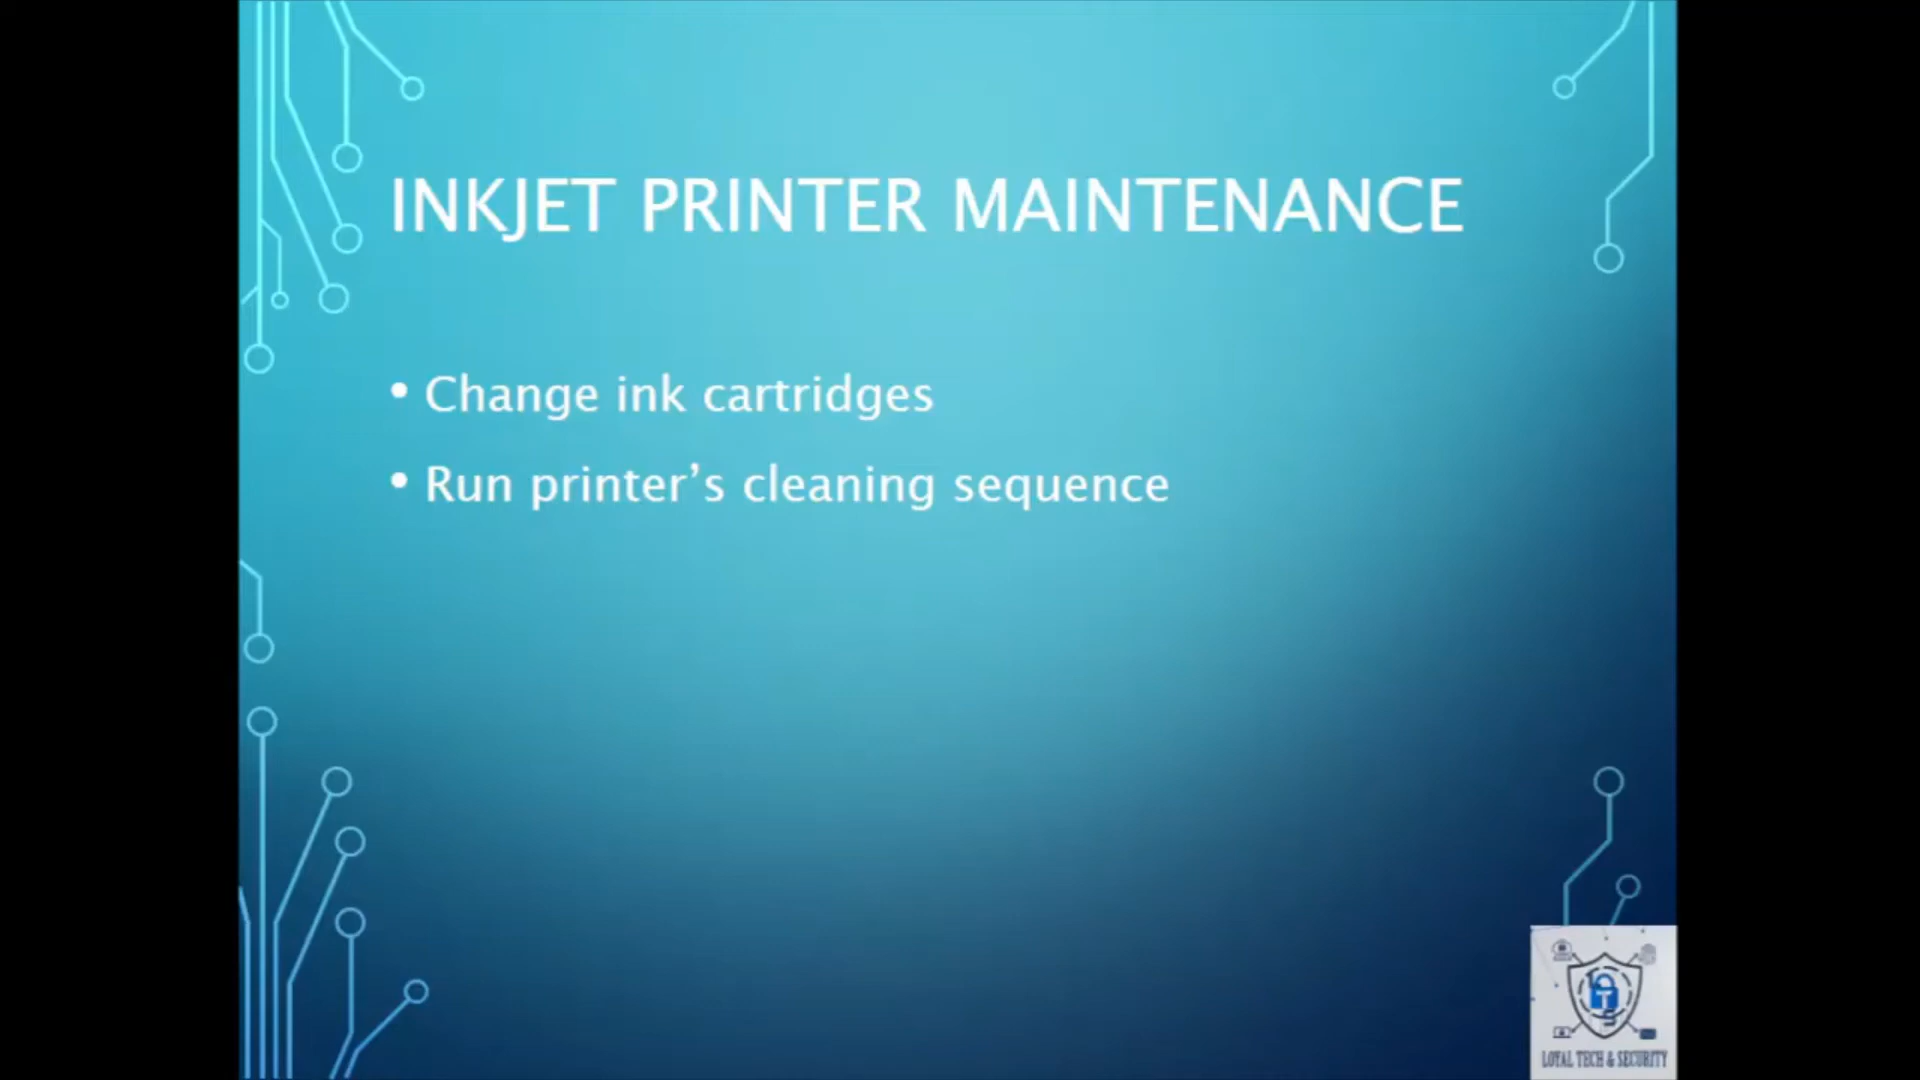 INKJET PRINTER MAINTENANCE
• Change ink cartridges
• Run printer’s cleaning sequence
LOYAL TECH & SECURITY